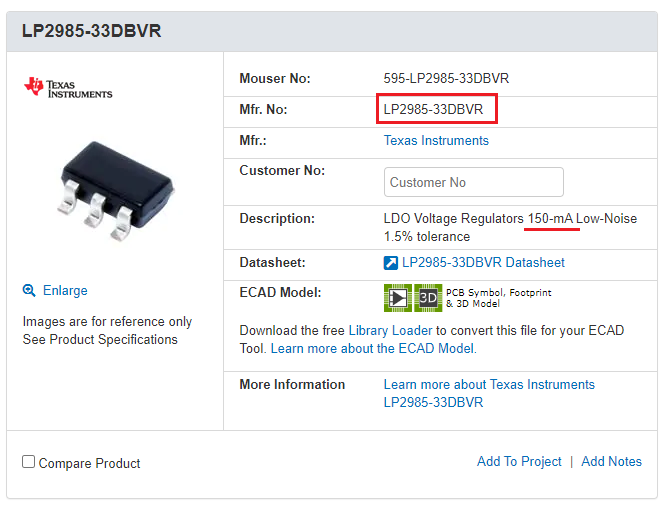 LP2985-33DBVR
TEXAS
INSTRUMENTS
Mouser No: 595-LP2985-33DBVR
Mfr. No: LP2985-33DBVR
Mfr.: Texas Instruments
Customer No: Customer No
Description: LDO Voltage Regulators 150-mA Low-Noise
1.5% tolerance
Datasheet: LP2985-33DBVR Datasheet
Enlarge
Images are for reference only
See Product Specifications
ECAD Model: 3D PCB Symbol, Footprint
& 3D Model
Download the free Library Loader to convert this file for your ECAD
Tool. Learn more about the ECAD Model.
More Information Learn more about Texas Instruments
LP2985-33DBVR
Compare Product
Add To Project | Add Notes